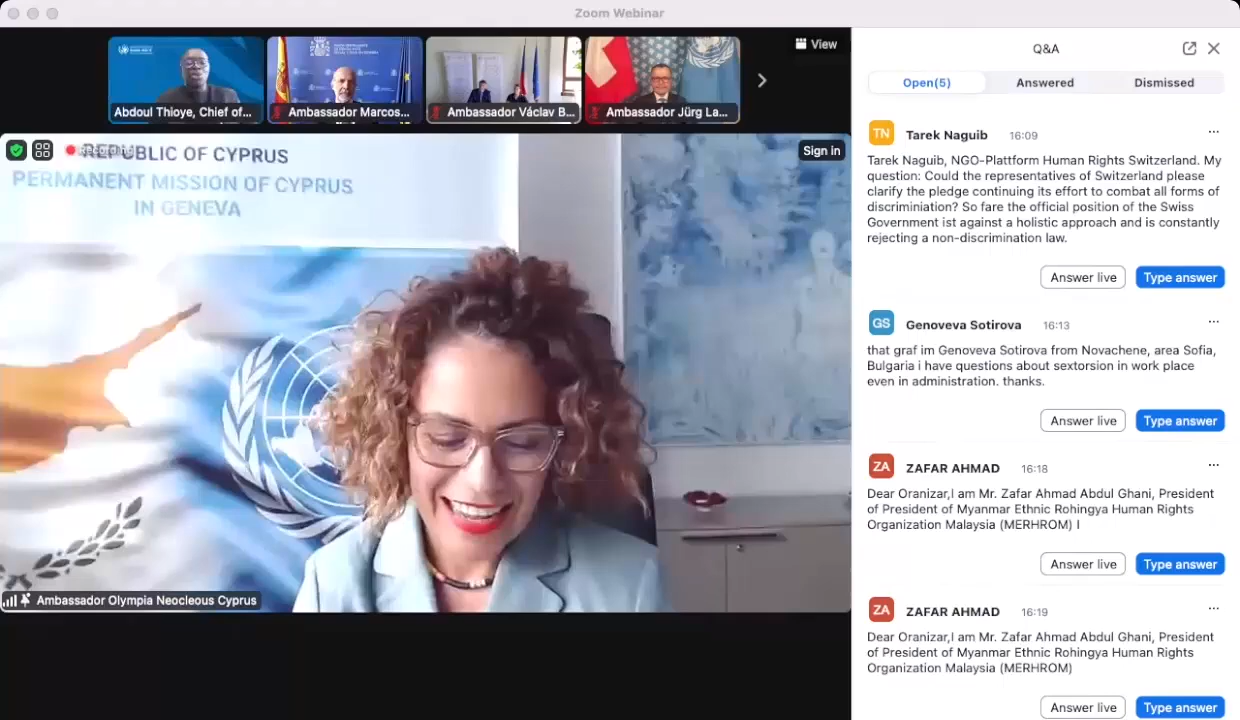 Zoom Webinar
View
Abdoul Thioye, Chief of...
Ambassador Marcos...
Ambassador Václav B...
Ambassador Jürg La...
Recording
Sign in
REPUBLIC OF CYPRUS
PERMANENT MISSION OF CYPRUS
IN GENEVA
Ambassador Olympia Neocleous Cyprus
Q&A
Open(5)
Answered
Dismissed
TN
Tarek Naguib 16:09
Tarek Naguib, NGO-Plattform Human Rights Switzerland. My
question: Could the representatives of Switzerland please
clarify the pledge continuing its effort to combat all forms of
discriminiation? So fare the official position of the Swiss
Government ist against a holistic approach and is constantly
rejecting a non-discrimination law.
Answer live
Type answer
GS
Genoveva Sotirova 16:13
that graf im Genoveva Sotirova from Novachene, area Sofia,
Bulgaria i have questions about sextorsion in work place
even in administration. thanks.
Answer live
Type answer
ZA
ZAFAR AHMAD 16:18
Dear Oranizar,I am Mr. Zafar Ahmad Abdul Ghani, President
of President of Myanmar Ethnic Rohingya Human Rights
Organization Malaysia (MERHROM) I
Answer live
Type answer
ZA
ZAFAR AHMAD 16:19
Dear Oranizar,I am Mr. Zafar Ahmad Abdul Ghani, President
of President of Myanmar Ethnic Rohingya Human Rights
Organization Malaysia (MERHROM)
Answer live
Type answer